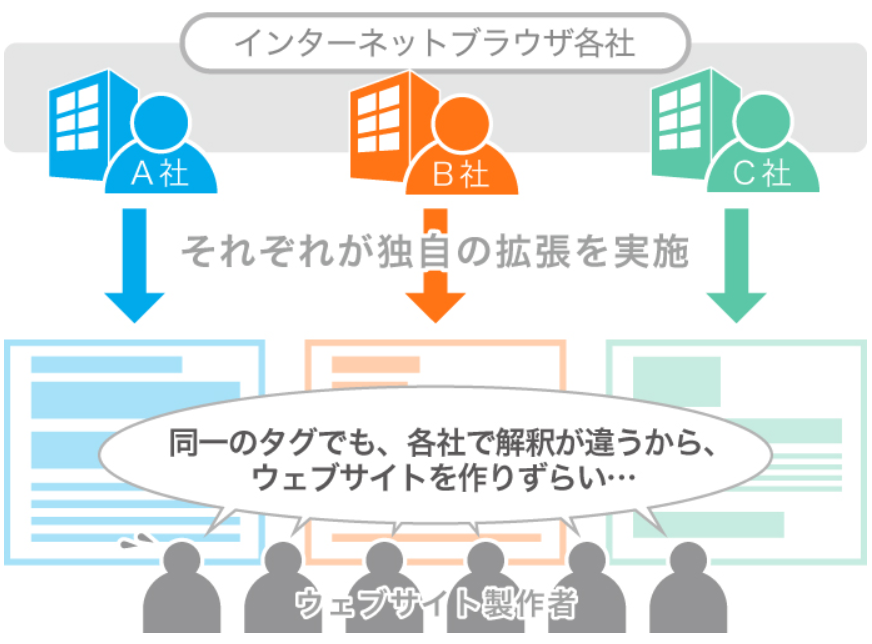 インターネットブラウザ各社
A社
B社
C社
それぞれが独自の拡張を実施
同一のタグでも、各社で解釈が違うから、
ウェブサイトを作りずらい…
ウェブサイト製作者